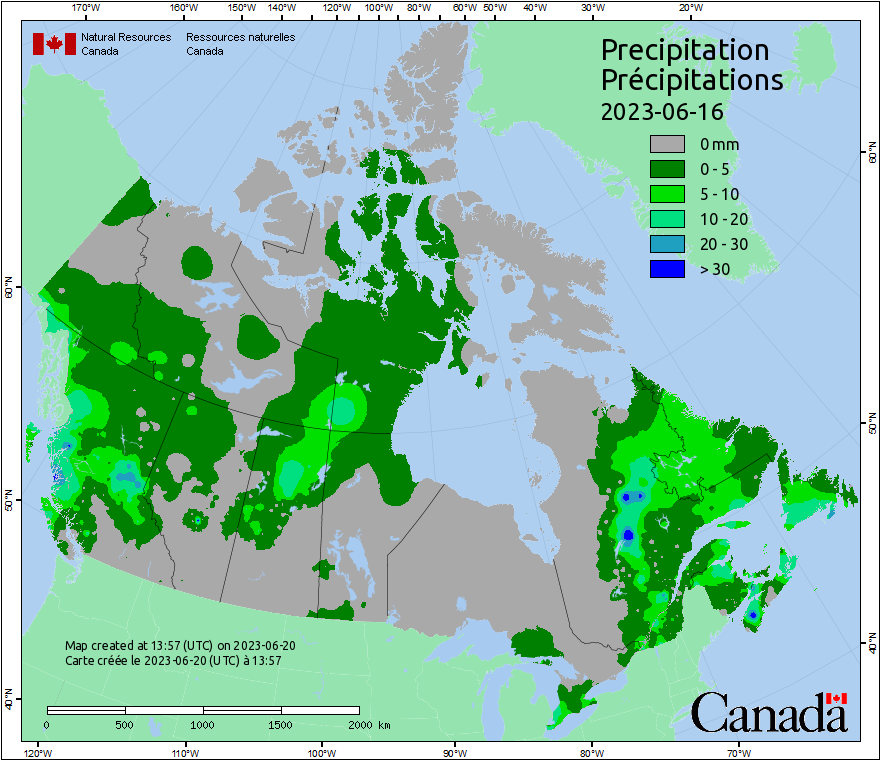 170°W 160°W 150°W 140°W 120°W 100°W 80°W 60°W 50°W 40°W 30°W 20°W
Natural Resources Ressources naturelles
Canada Canada
Precipitation
Précipitations
2023-06-16
0 mm
0 - 5
5 - 10
10 - 20
20 - 30
> 30
60°N 60°N
50°N 50°N
40°N 40°N
Map created at 13:57 (UTC) on 2023-06-20
Carte créée le 2023-06-20 (UTC) à 13:57
0 500 1000 1500 2000 km
Canada
120°W 110°W 100°W 90°W 80°W 70°W